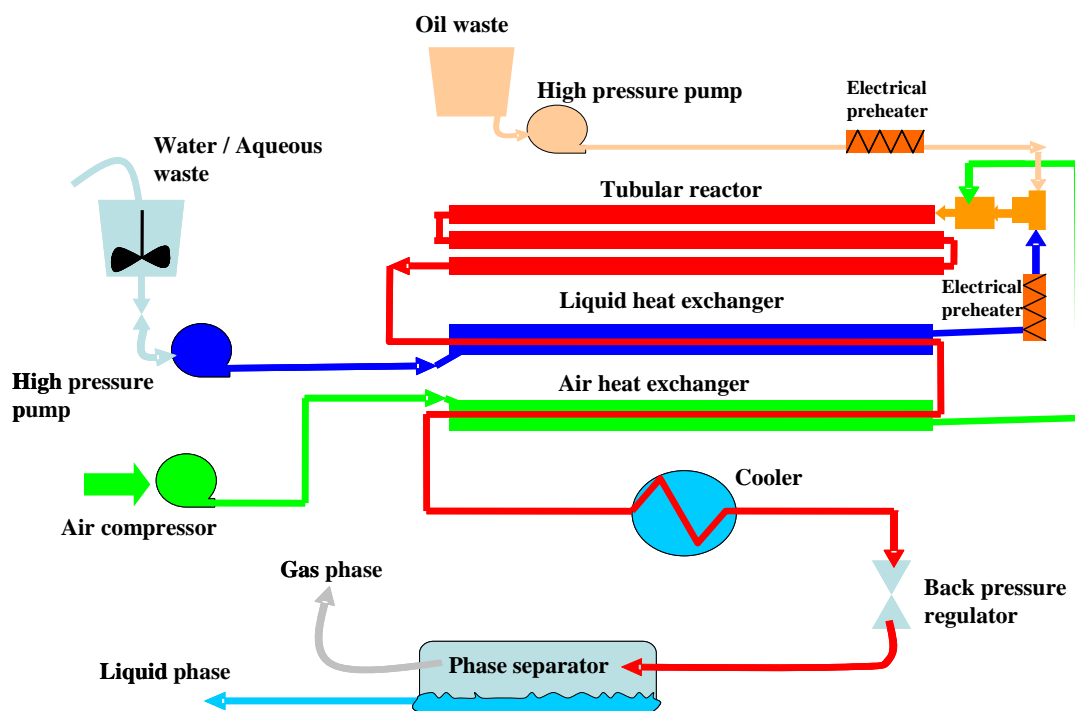 Oil waste
High pressure pump
Electrical
preheater
Water / Aqueous
waste
Tubular reactor
Electrical
preheater
Liquid heat exchanger
High pressure
pump
Air heat exchanger
Cooler
Air compressor
Gas phase
Back pressure
regulator
Phase separator
Liquid phase